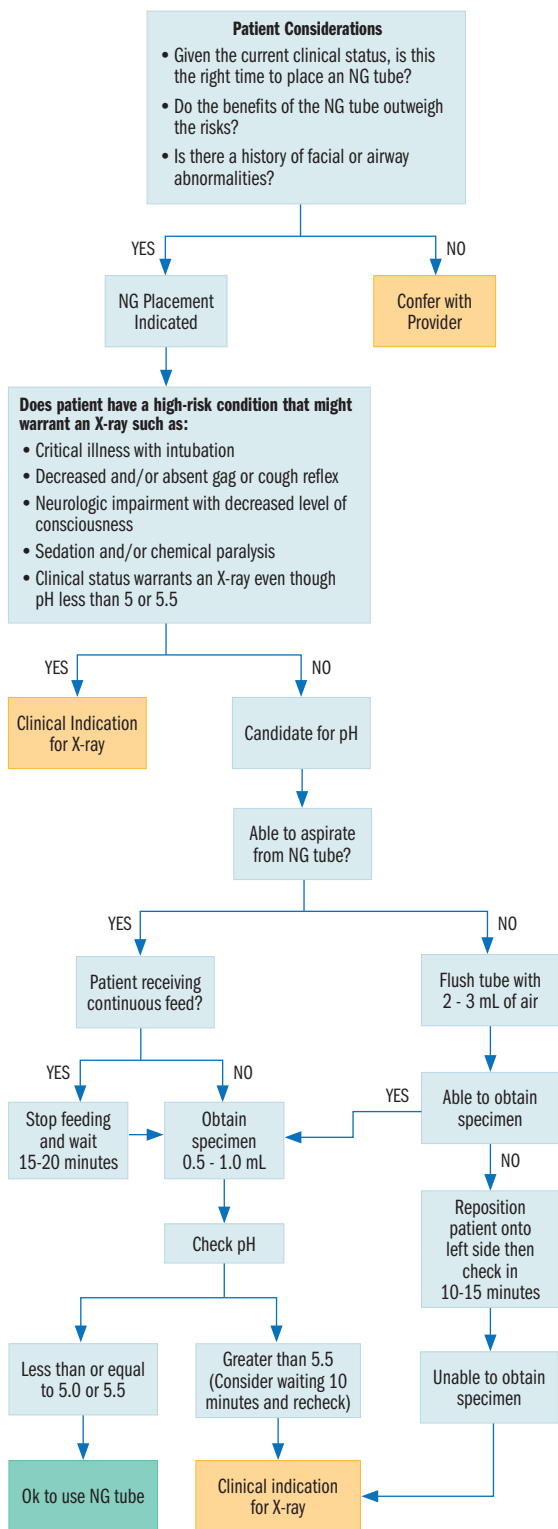 Patient Considerations
• Given the current clinical status, is this
the right time to place an NG tube?
• Do the benefits of the NG tube outweigh
the risks?
• Is there a history of facial or airway
abnormalities?
YES
NO
NG Placement
Indicated
Confer with
Provider
Does patient have a high-risk condition that might
warrant an X-ray such as:
• Critical illness with intubation
• Decreased and/or absent gag or cough reflex
• Neurologic impairment with decreased level of
consciousness
• Sedation and/or chemical paralysis
• Clinical status warrants an X-ray even though
pH less than 5 or 5.5
YES
NO
Clinical Indication
for X-ray
Candidate for pH
Able to aspirate
from NG tube?
YES
NO
Patient receiving
continuous feed?
Flush tube with
2 - 3 mL of air
YES
NO
YES
Able to obtain
specimen
Stop feeding
and wait
15-20 minutes
Obtain
specimen
0.5 - 1.0 mL
NO
Reposition
patient onto
left side then
check in
10-15 minutes
Check pH
Less than or equal
to 5.0 or 5.5
Greater than 5.5
(Consider waiting 10
minutes and recheck)
Unable to obtain
specimen
Ok to use NG tube
Clinical indication
for X-ray